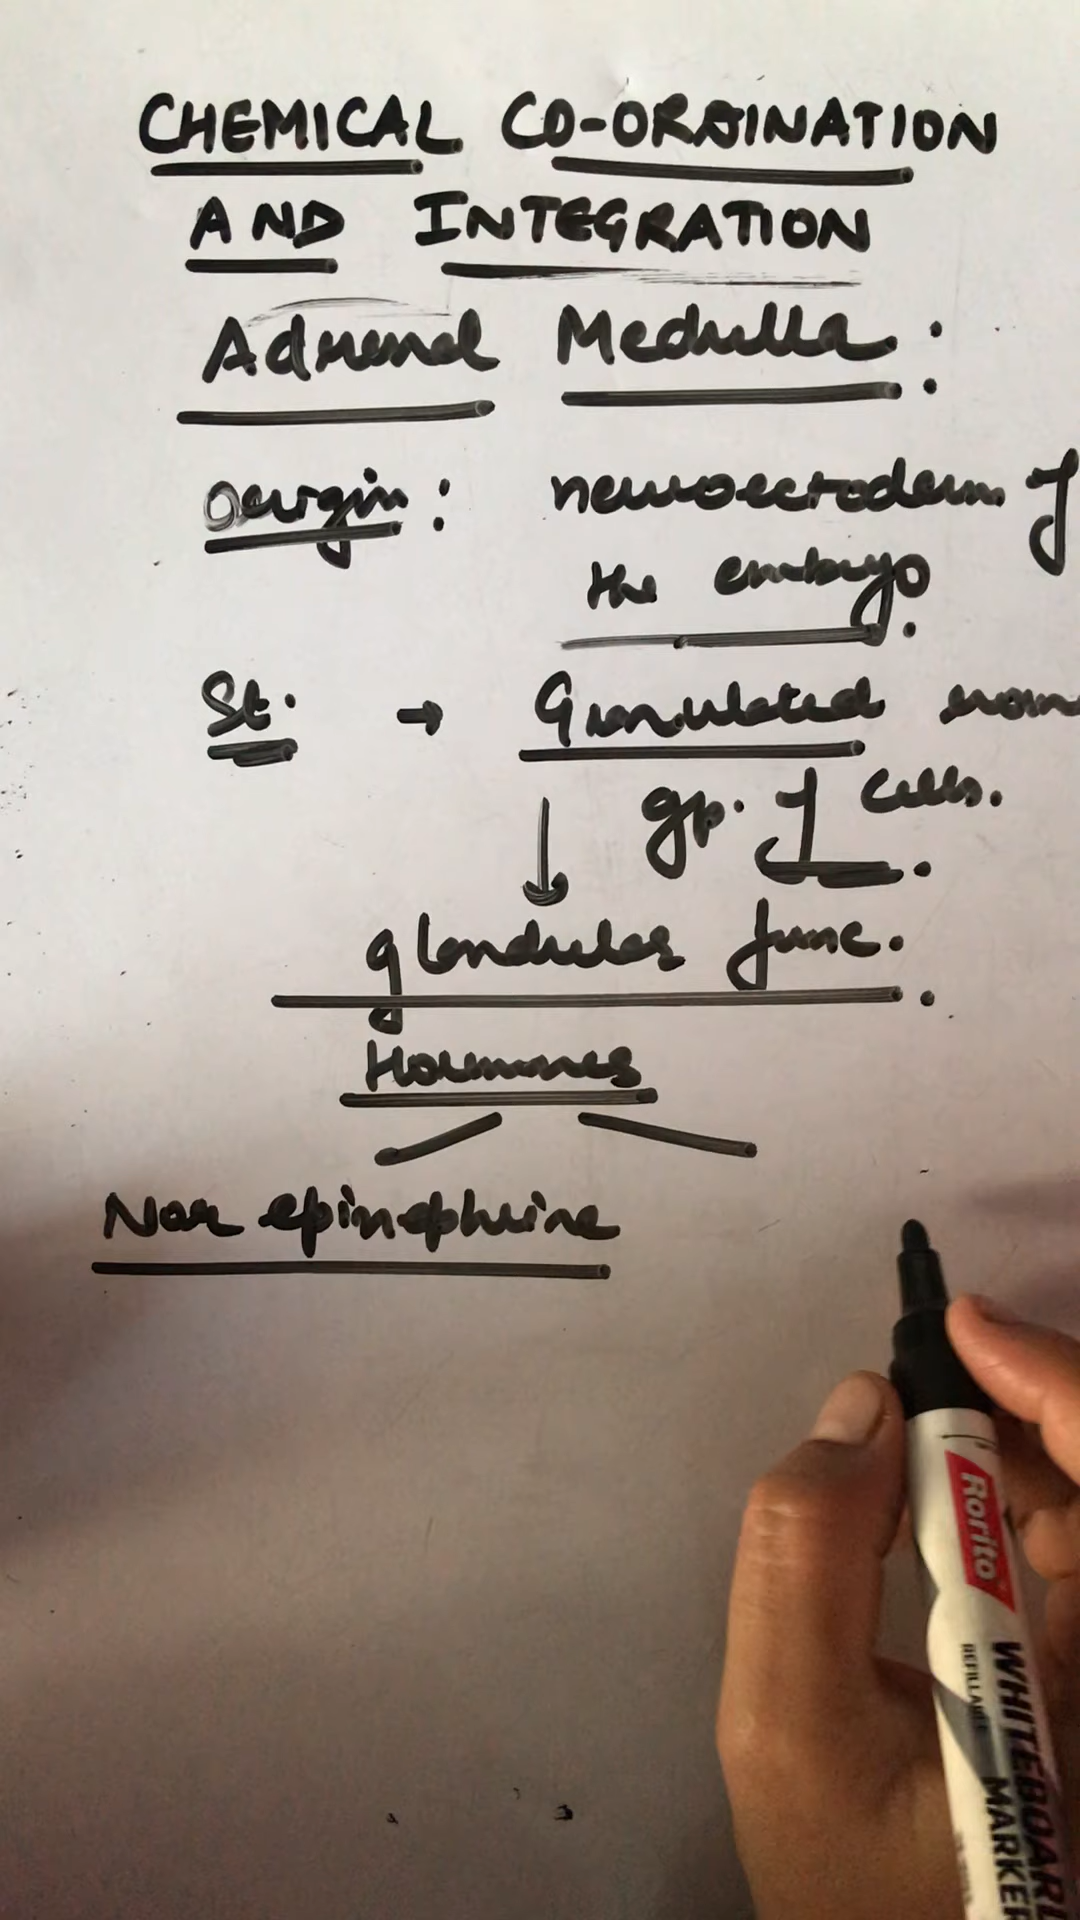 CHEMICAL CO-ORDINATION
AND INTEGRATION
Adrenal Medulla :
Origin : neuroectoderm of
the embryo.
St. → Granulated
gp. of cells.
glandular func.
Hormones
Nor epinephrine
Rorito
WHITEBOARD
MARKER
REFILLABLE